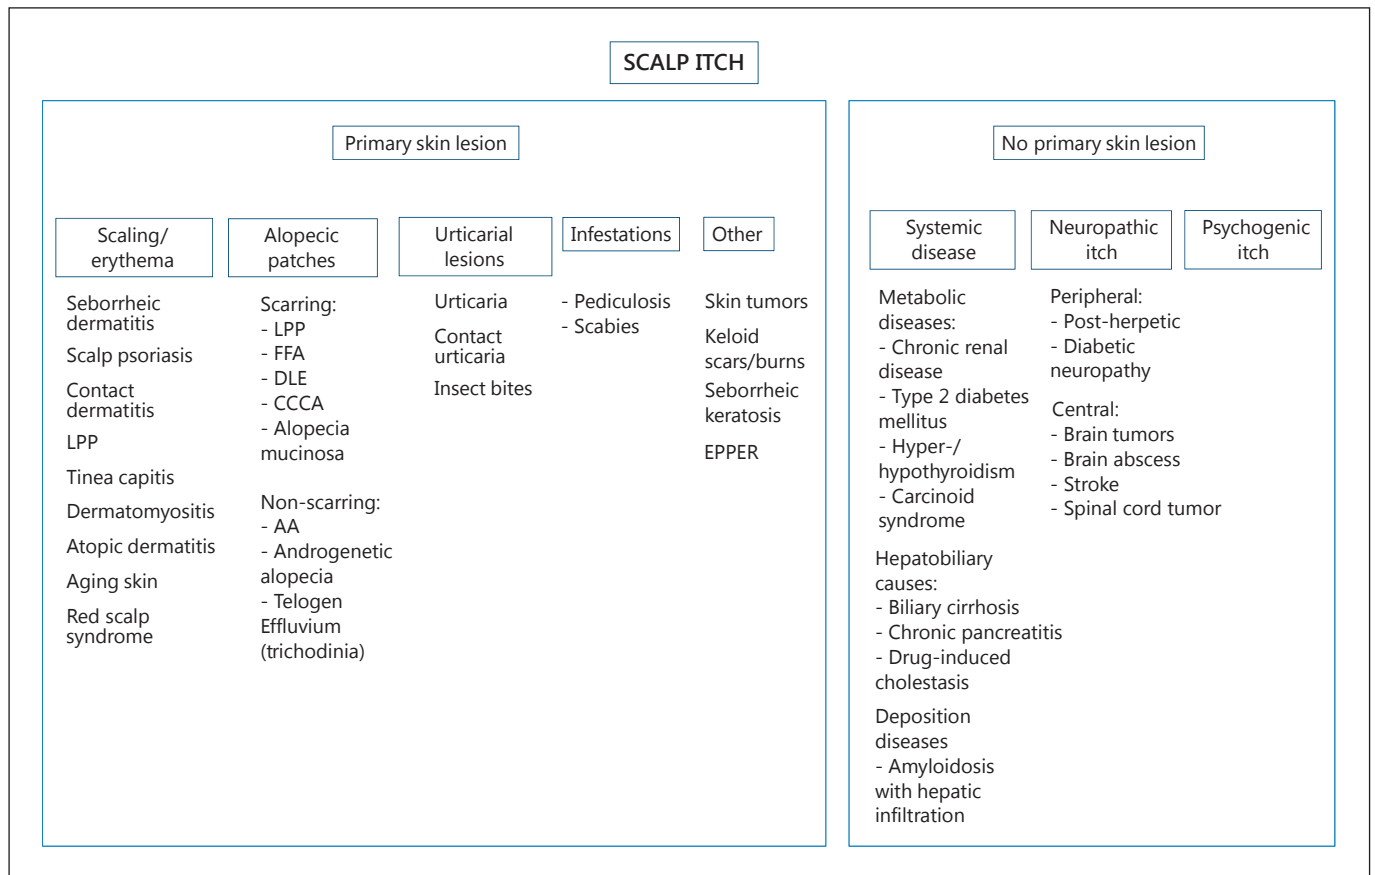 SCALP ITCH
Primary skin lesion
Scaling/
erythema
Seborrheic
dermatitis
Scalp psoriasis
Contact
dermatitis
LPP
Tinea capitis
Dermatomyositis
Atopic dermatitis
Aging skin
Red scalp
syndrome
Alopecic
patches
Scarring:
- LPP
- FFA
- DLE
- CCCA
- Alopecia
mucinosa
Non-scarring:
- AA
- Androgenetic
alopecia
- Telogen
Effluvium
(trichodinia)
Urticarial
lesions
Urticaria
Contact
urticaria
Insect bites
Infestations
- Pediculosis
- Scabies
Other
Skin tumors
Keloid
scars/burns
Seborrheic
keratosis
EPPER
No primary skin lesion
Systemic
disease
Metabolic
diseases:
- Chronic renal
disease
- Type 2 diabetes
mellitus
- Hyper-/
hypothyroidism
- Carcinoid
syndrome
Hepatobiliary
causes:
- Biliary cirrhosis
- Chronic pancreatitis
- Drug-induced
cholestasis
Deposition
diseases
- Amyloidosis
with hepatic
infiltration
Neuropathic
itch
Peripheral:
- Post-herpetic
- Diabetic
neuropathy
Central:
- Brain tumors
- Brain abscess
- Stroke
- Spinal cord tumor
Psychogenic
itch